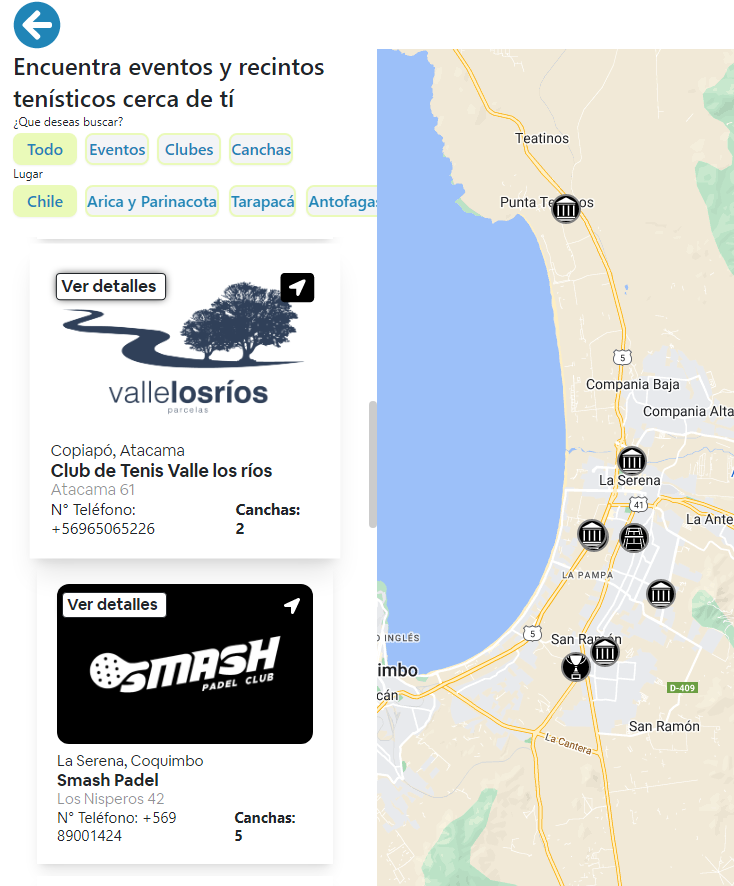 Encuentra eventos y recintos
tenísticos cerca de tí
¿Que deseas buscar?
Todo Eventos Clubes Canchas
Lugar
Chile Arica y Parinacota Tarapacá Antofagas
Ver detalles
vallelosríos
parcelas
Copiapó, Atacama
Club de Tenis Valle los ríos
Atacama 61
N° Teléfono: Canchas:
+56965065226 2
Ver detalles
SMASH
PADEL CLUB
La Serena, Coquimbo
Smash Padel
Los Nisperos 42
N° Teléfono: +569 Canchas:
89001424 5
Teatinos
Punta Te os
5
Compania Baja
Compania Alta
La Serena
41
La Ante
LA PAMPA
5
O INGLÉS
San Ramón
imbo
cán
D-409
San Ramón
La Cantera